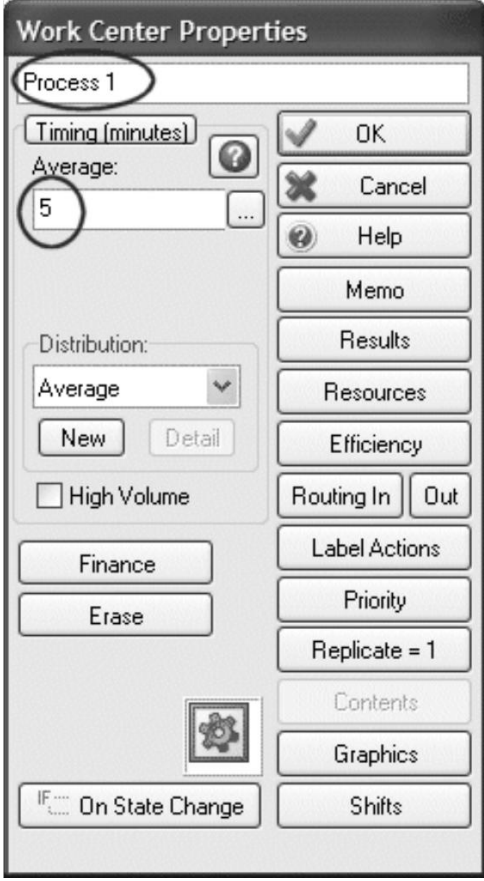 Work Center Properties
Process 1
Timing (minutes)
Average:
5
...
Distribution:
Average
New
Detail
High Volume
Finance
Erase
IF
On State Change
OK
Cancel
Help
Memo
Results
Resources
Efficiency
Routing In
Out
Label Actions
Priority
Replicate = 1
Contents
Graphics
Shifts